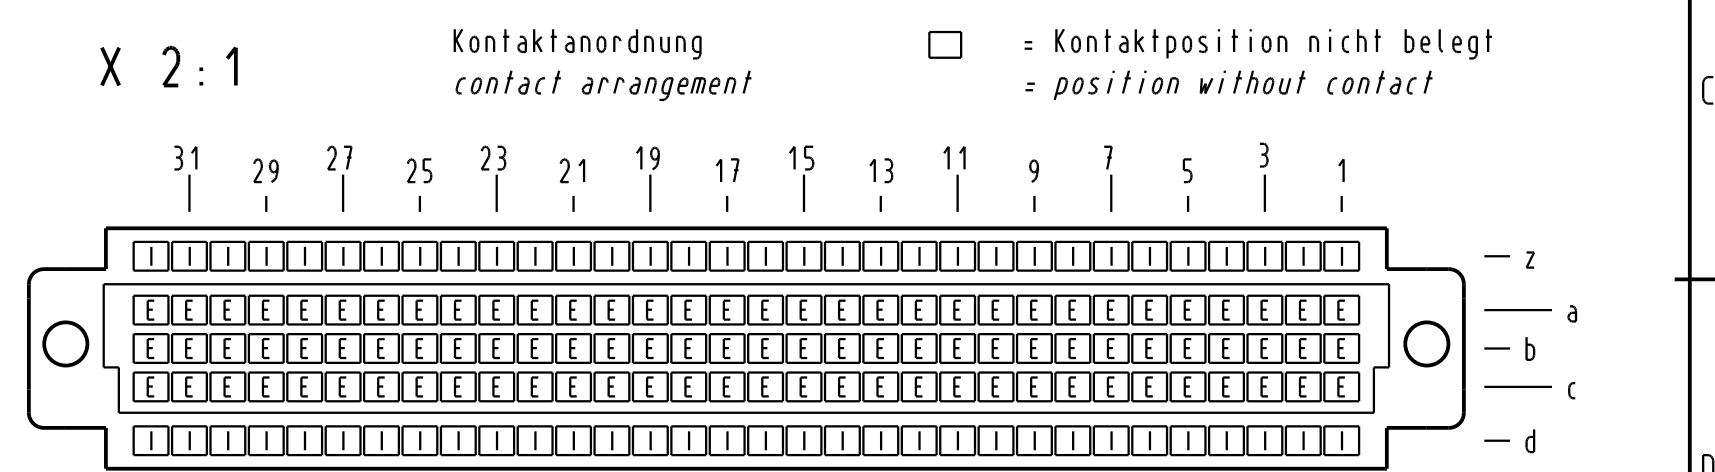 X 2:1
Kontaktanordnung
contact arrangement
= Kontaktposition nicht belegt
= position without contact
C
31 29 27 25 23 21 19 17 15 13 11 9 7 5 3 1
I I I I I I I I I I I I I I I I I I I I I I I I I I I I I I I I z
E E E E E E E E E E E E E E E E E E E E E E E E E E E E E E E E a
E E E E E E E E E E E E E E E E E E E E E E E E E E E E E E E E b
E E E E E E E E E E E E E E E E E E E E E E E E E E E E E E E E c
I I I I I I I I I I I I I I I I I I I I I I I I I I I I I I I I d